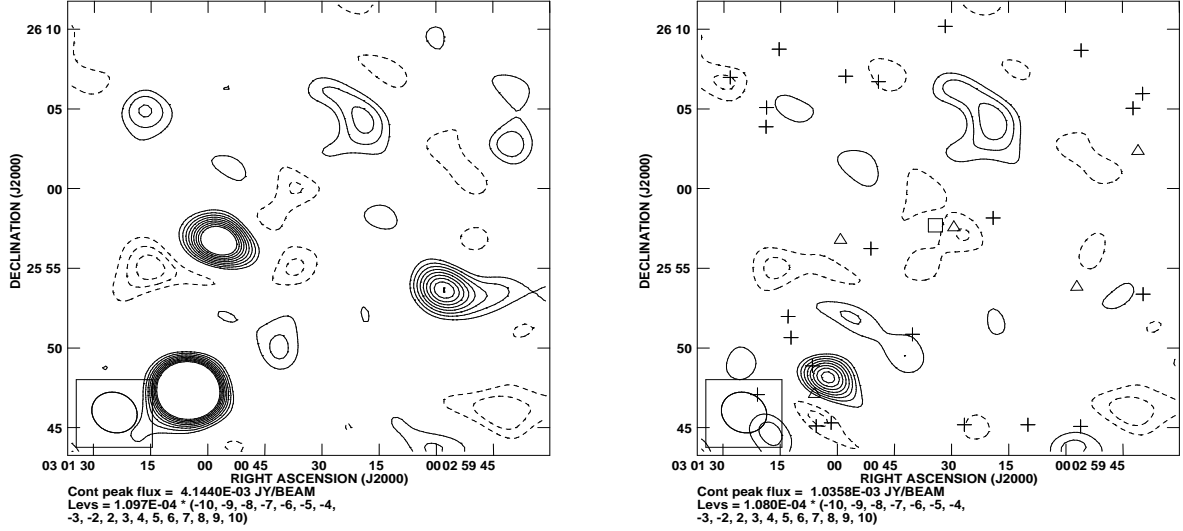 DECLINATION (J2000)
26 10
05
00
25 55
50
45
03 01 30
15
00
00 45
30
15
00 02 59 45
RIGHT ASCENSION (J2000)
Cont peak flux = 4.1440E-03 JY/BEAM
Levs = 1.097E-04 * (-10, -9, -8, -7, -6, -5, -4,
-3, -2, 2, 3, 4, 5, 6, 7, 8, 9, 10)
DECLINATION (J2000)
26 10
05
00
25 55
50
45
03 01 30
15
00
00 45
30
15
00 02 59 45
RIGHT ASCENSION (J2000)
Cont peak flux = 1.0358E-03 JY/BEAM
Levs = 1.080E-04 * (-10, -9, -8, -7, -6, -5, -4,
-3, -2, 2, 3, 4, 5, 6, 7, 8, 9, 10)